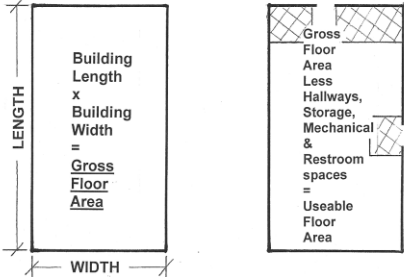 LENGTH
Building
Length
x
Building
Width
=
Gross
Floor
Area
WIDTH
Gross
Floor
Area
Less
Hallways,
Storage,
Mechanical
&
Restroom
spaces
=
Useable
Floor
Area